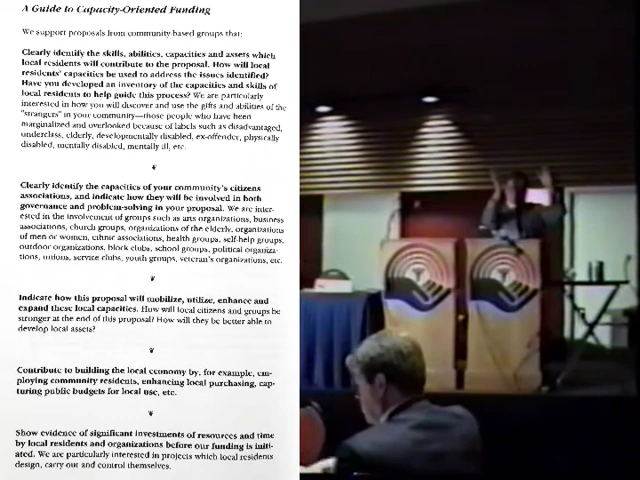 A Guide to Capacity-Oriented Funding
We support proposals from community-based groups that:
Clearly identify the skills, abilities, capacities and assets which
local residents will contribute to the proposal. How will local
residents' capacities be used to address the issues identified?
Have you developed an inventory of the capacities and skills of
local residents to help guide this process? We are particularly
interested in how you will discover and use the gifts and abilities of the
"strangers" in your community—those people who have been
marginalized and overlooked because of labels such as disadvantaged,
underclass, elderly, developmentally disabled, ex-offender, physically
disabled, mentally disabled, mentally ill, etc.
Clearly identify the capacities of your community's citizens
associations, and indicate how they will be involved in both
governance and problem-solving in your proposal. We are inter-
ested in the involvement of groups such as arts organizations, business
associations, church groups, organizations of the elderly, organizations
of men or women, ethnic associations, health groups, self-help groups,
outdoor organizations, block clubs, school groups, political organiza-
tions, unions, service clubs, youth groups, veteran's organizations, etc.
Indicate how this proposal will mobilize, utilize, enhance and
expand these local capacities. How will local citizens and groups be
stronger at the end of this proposal? How will they be better able to
develop local assets?
Contribute to building the local economy by, for example, em-
ploying community residents, enhancing local purchasing, cap-
turing public budgets for local use, etc.
Show evidence of significant investments of resources and time
by local residents and organizations before our funding is initi-
ated. We are particularly interested in projects which local residents
design, carry out and control themselves.